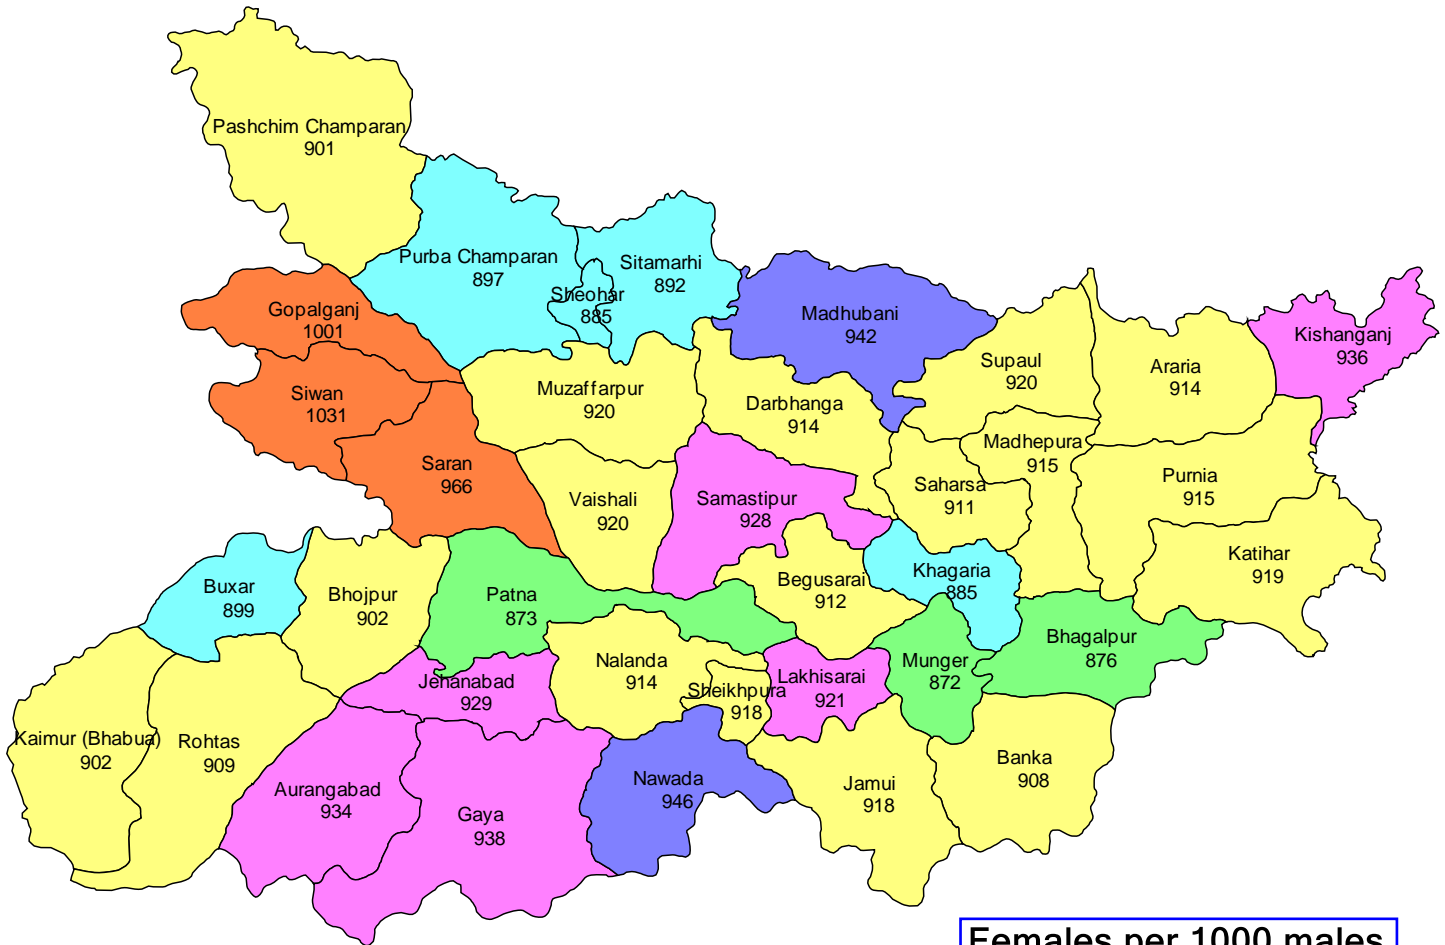 Pashchim Champaran
901
Purba Champaran
897
Sitamarhi
892
Sheohar
885
Gopalganj
1001
Madhubani
942
Kishanganj
936
Siwan
1031
Muzaffarpur
920
Darbhanga
914
Supaul
920
Araria
914
Madhepura
915
Saran
966
Vaishali
920
Samastipur
928
Saharsa
911
Purnia
915
Katihar
919
Buxar
899
Bhojpur
902
Patna
873
Begusarai
912
Khagaria
885
Bhagalpur
876
Jehanabad
929
Nalanda
914
Sheikhpura
918
Lakhisarai
921
Munger
872
Kaimur (Bhabua)
902
Rohtas
909
Aurangabad
934
Gaya
938
Nawada
946
Jamui
918
Banka
908
Females per 1000 males